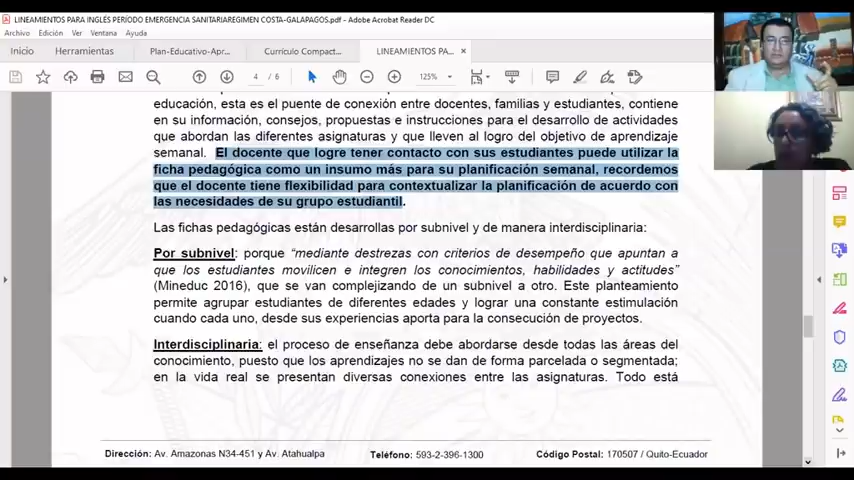 LINEAMIENTOS PARA INGLÉS PERÍODO EMERGENCIA SANITARIAREGIMEN COSTA-GALAPAGOS.pdf - Adobe Acrobat Reader DC
Archivo Edición Ver Ventana Ayuda
Inicio Herramientas Plan-Educativo-Apr... Currículo Compact... LINEAMIENTOS PA... ×
4 / 6 125%
educación, esta es el puente de conexión entre docentes, familias y estudiantes, contiene
en su información, consejos, propuestas e instrucciones para el desarrollo de actividades
que abordan las diferentes asignaturas y que lleven al logro del objetivo de aprendizaje
semanal. El docente que logre tener contacto con sus estudiantes puede utilizar la
ficha pedagógica como un insumo más para su planificación semanal, recordemos
que el docente tiene flexibilidad para contextualizar la planificación de acuerdo con
las necesidades de su grupo estudiantil.
Las fichas pedagógicas están desarrollas por subnivel y de manera interdisciplinaria:
Por subnivel: porque “mediante destrezas con criterios de desempeño que apuntan a
que los estudiantes movilicen e integren los conocimientos, habilidades y actitudes”
(Mineduc 2016), que se van complejizando de un subnivel a otro. Este planteamiento
permite agrupar estudiantes de diferentes edades y lograr una constante estimulación
cuando cada uno, desde sus experiencias aporta para la consecución de proyectos.
Interdisciplinaria: el proceso de enseñanza debe abordarse desde todas las áreas del
conocimiento, puesto que los aprendizajes no se dan de forma parcelada o segmentada;
en la vida real se presentan diversas conexiones entre las asignaturas. Todo está
Dirección: Av. Amazonas N34-451 y Av. Atahualpa Teléfono: 593-2-396-1300 Código Postal: 170507 / Quito-Ecuador